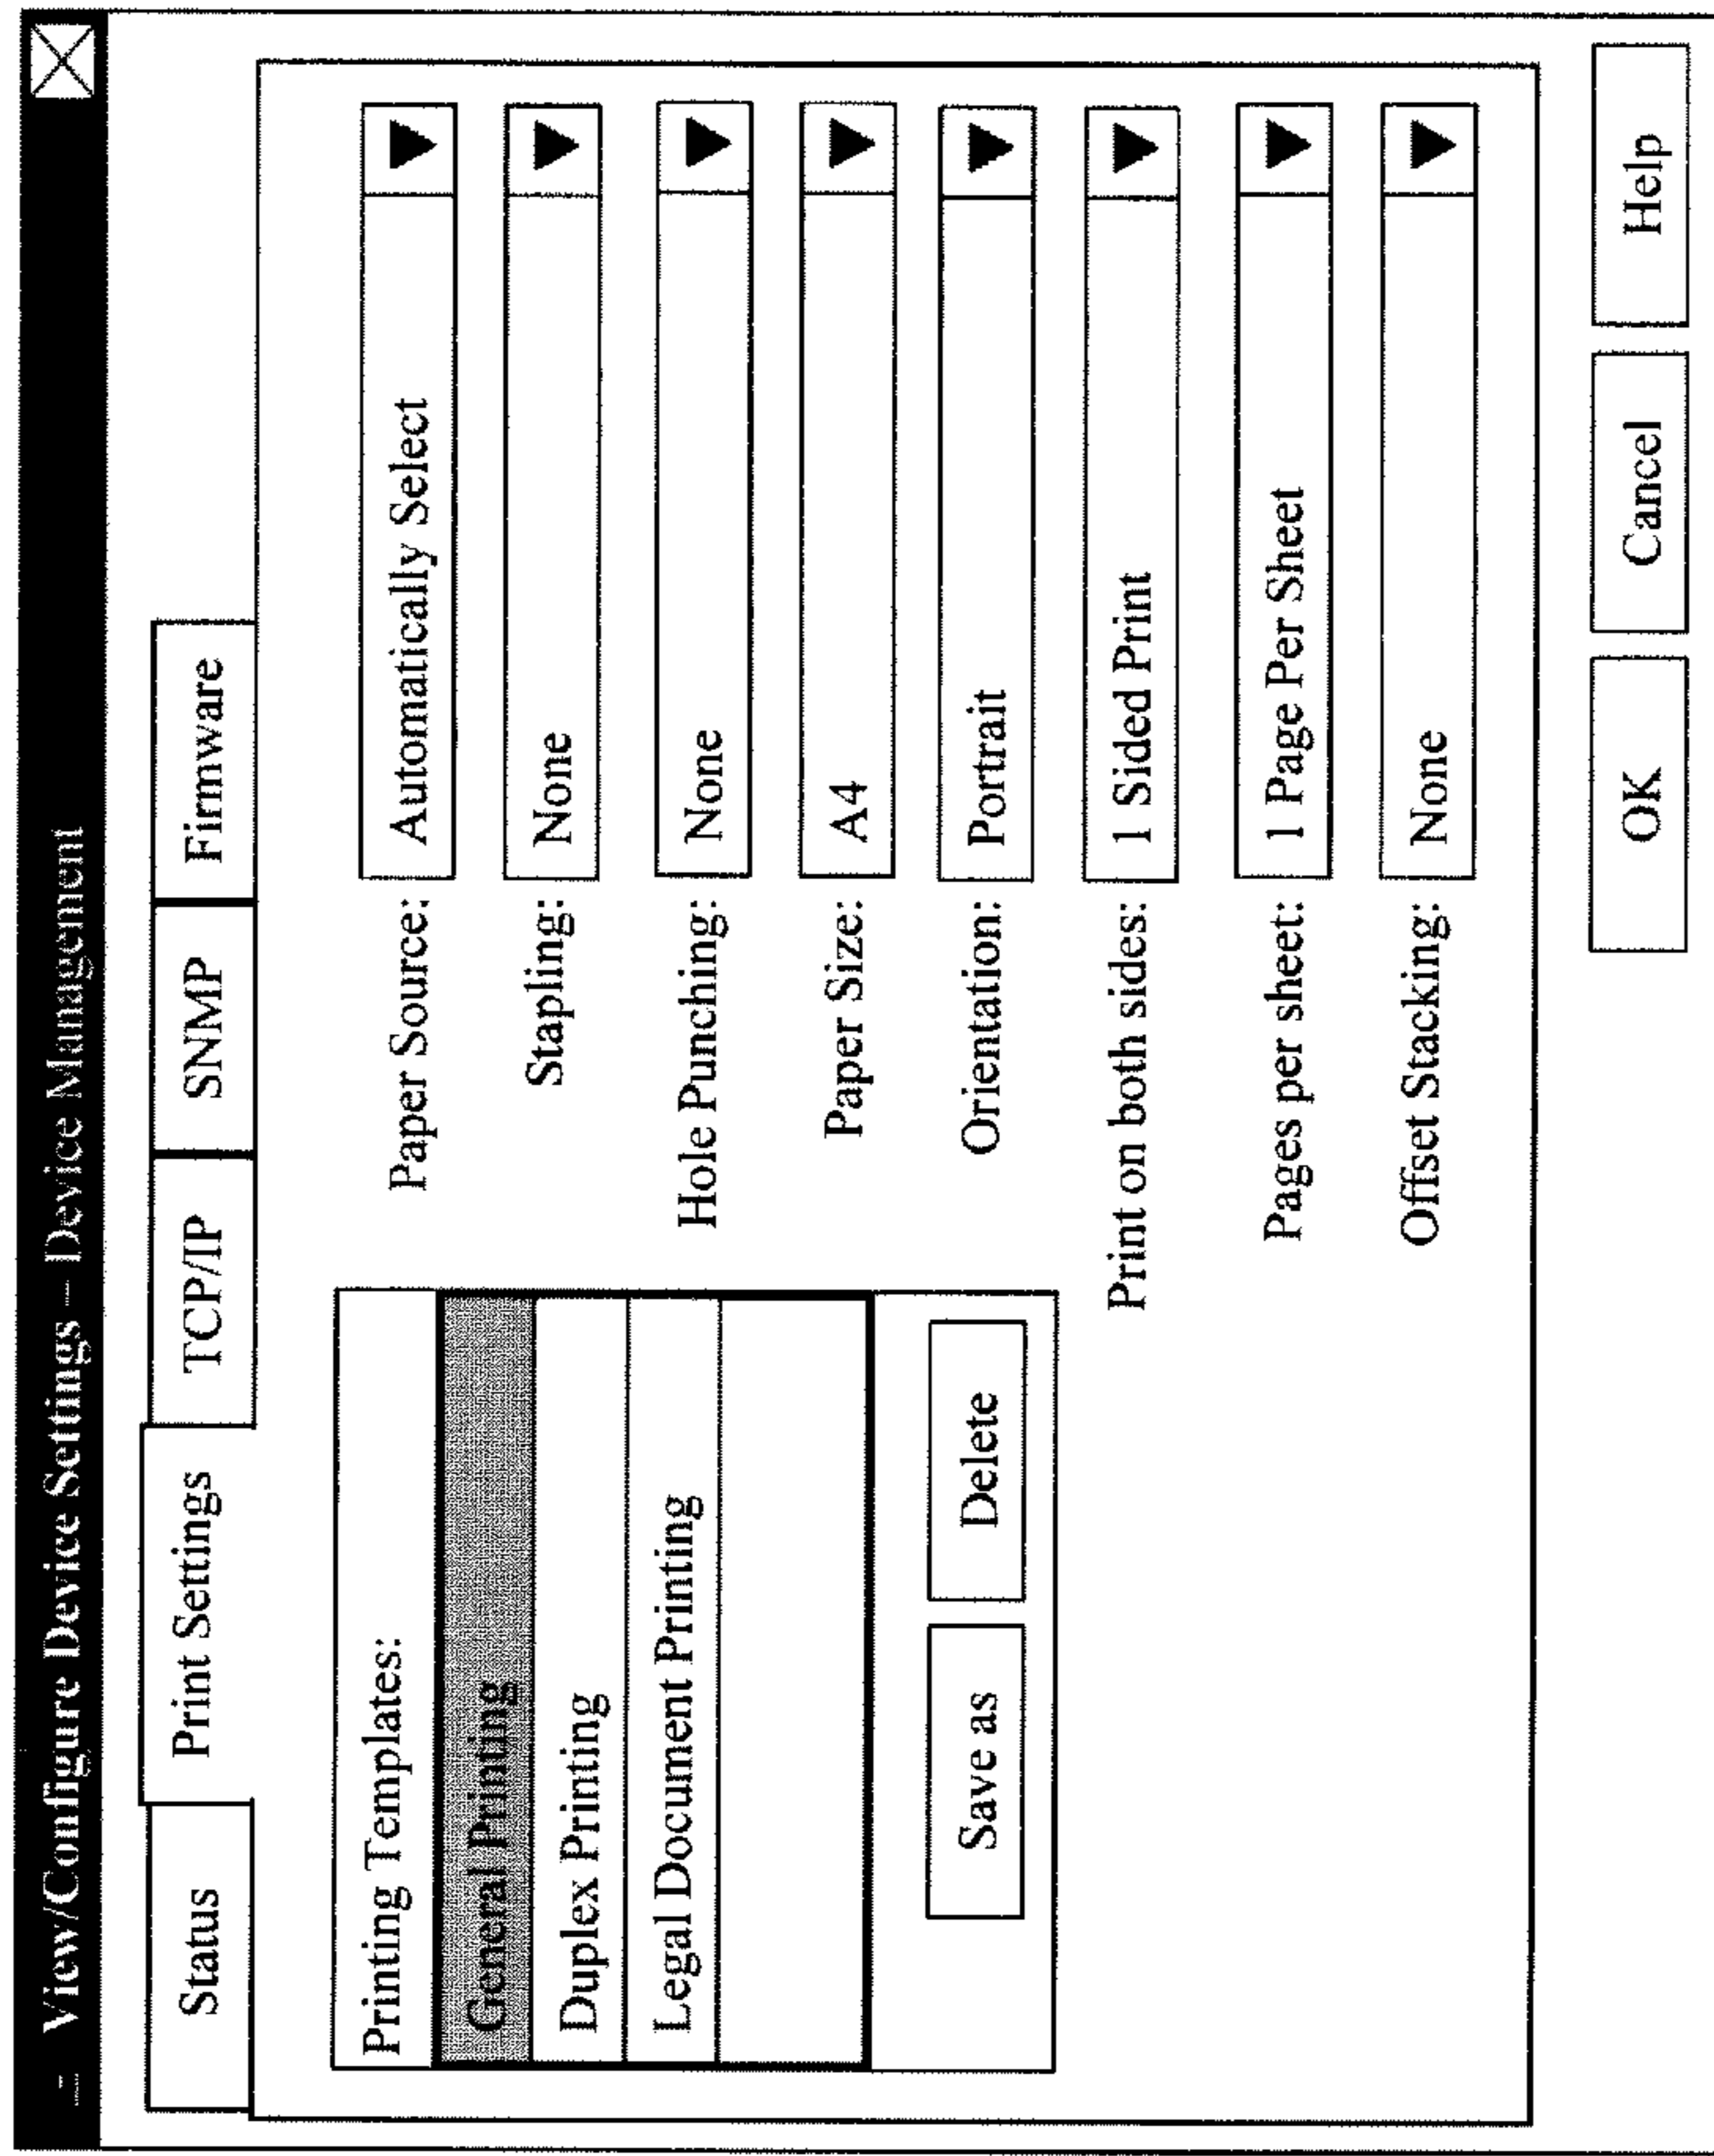 View/Configure Device Settings – Device Management
Status
Print Settings
TCP/IP
SNMP
Firmware
Printing Templates:
General Printing
Duplex Printing
Legal Document Printing
Save as
Delete
Paper Source: Automatically Select
Stapling: None
Hole Punching: None
Paper Size: A4
Orientation: Portrait
Print on both sides: 1 Sided Print
Pages per sheet: 1 Page Per Sheet
Offset Stacking: None
OK
Cancel
Help